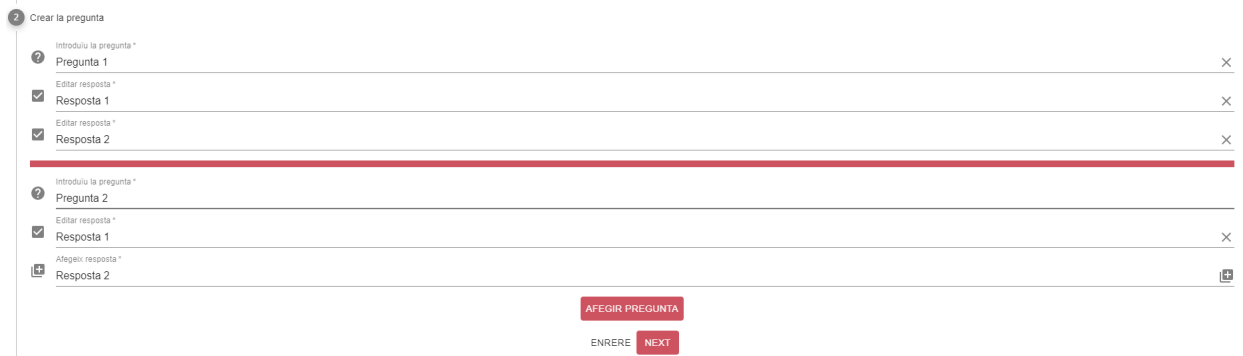 2 Crear la pregunta
Introduïu la pregunta *
Pregunta 1
Editar resposta *
Resposta 1
Editar resposta *
Resposta 2
Introduïu la pregunta *
Pregunta 2
Editar resposta *
Resposta 1
Afegeix resposta *
Resposta 2
AFEGIR PREGUNTA
ENRERE NEXT